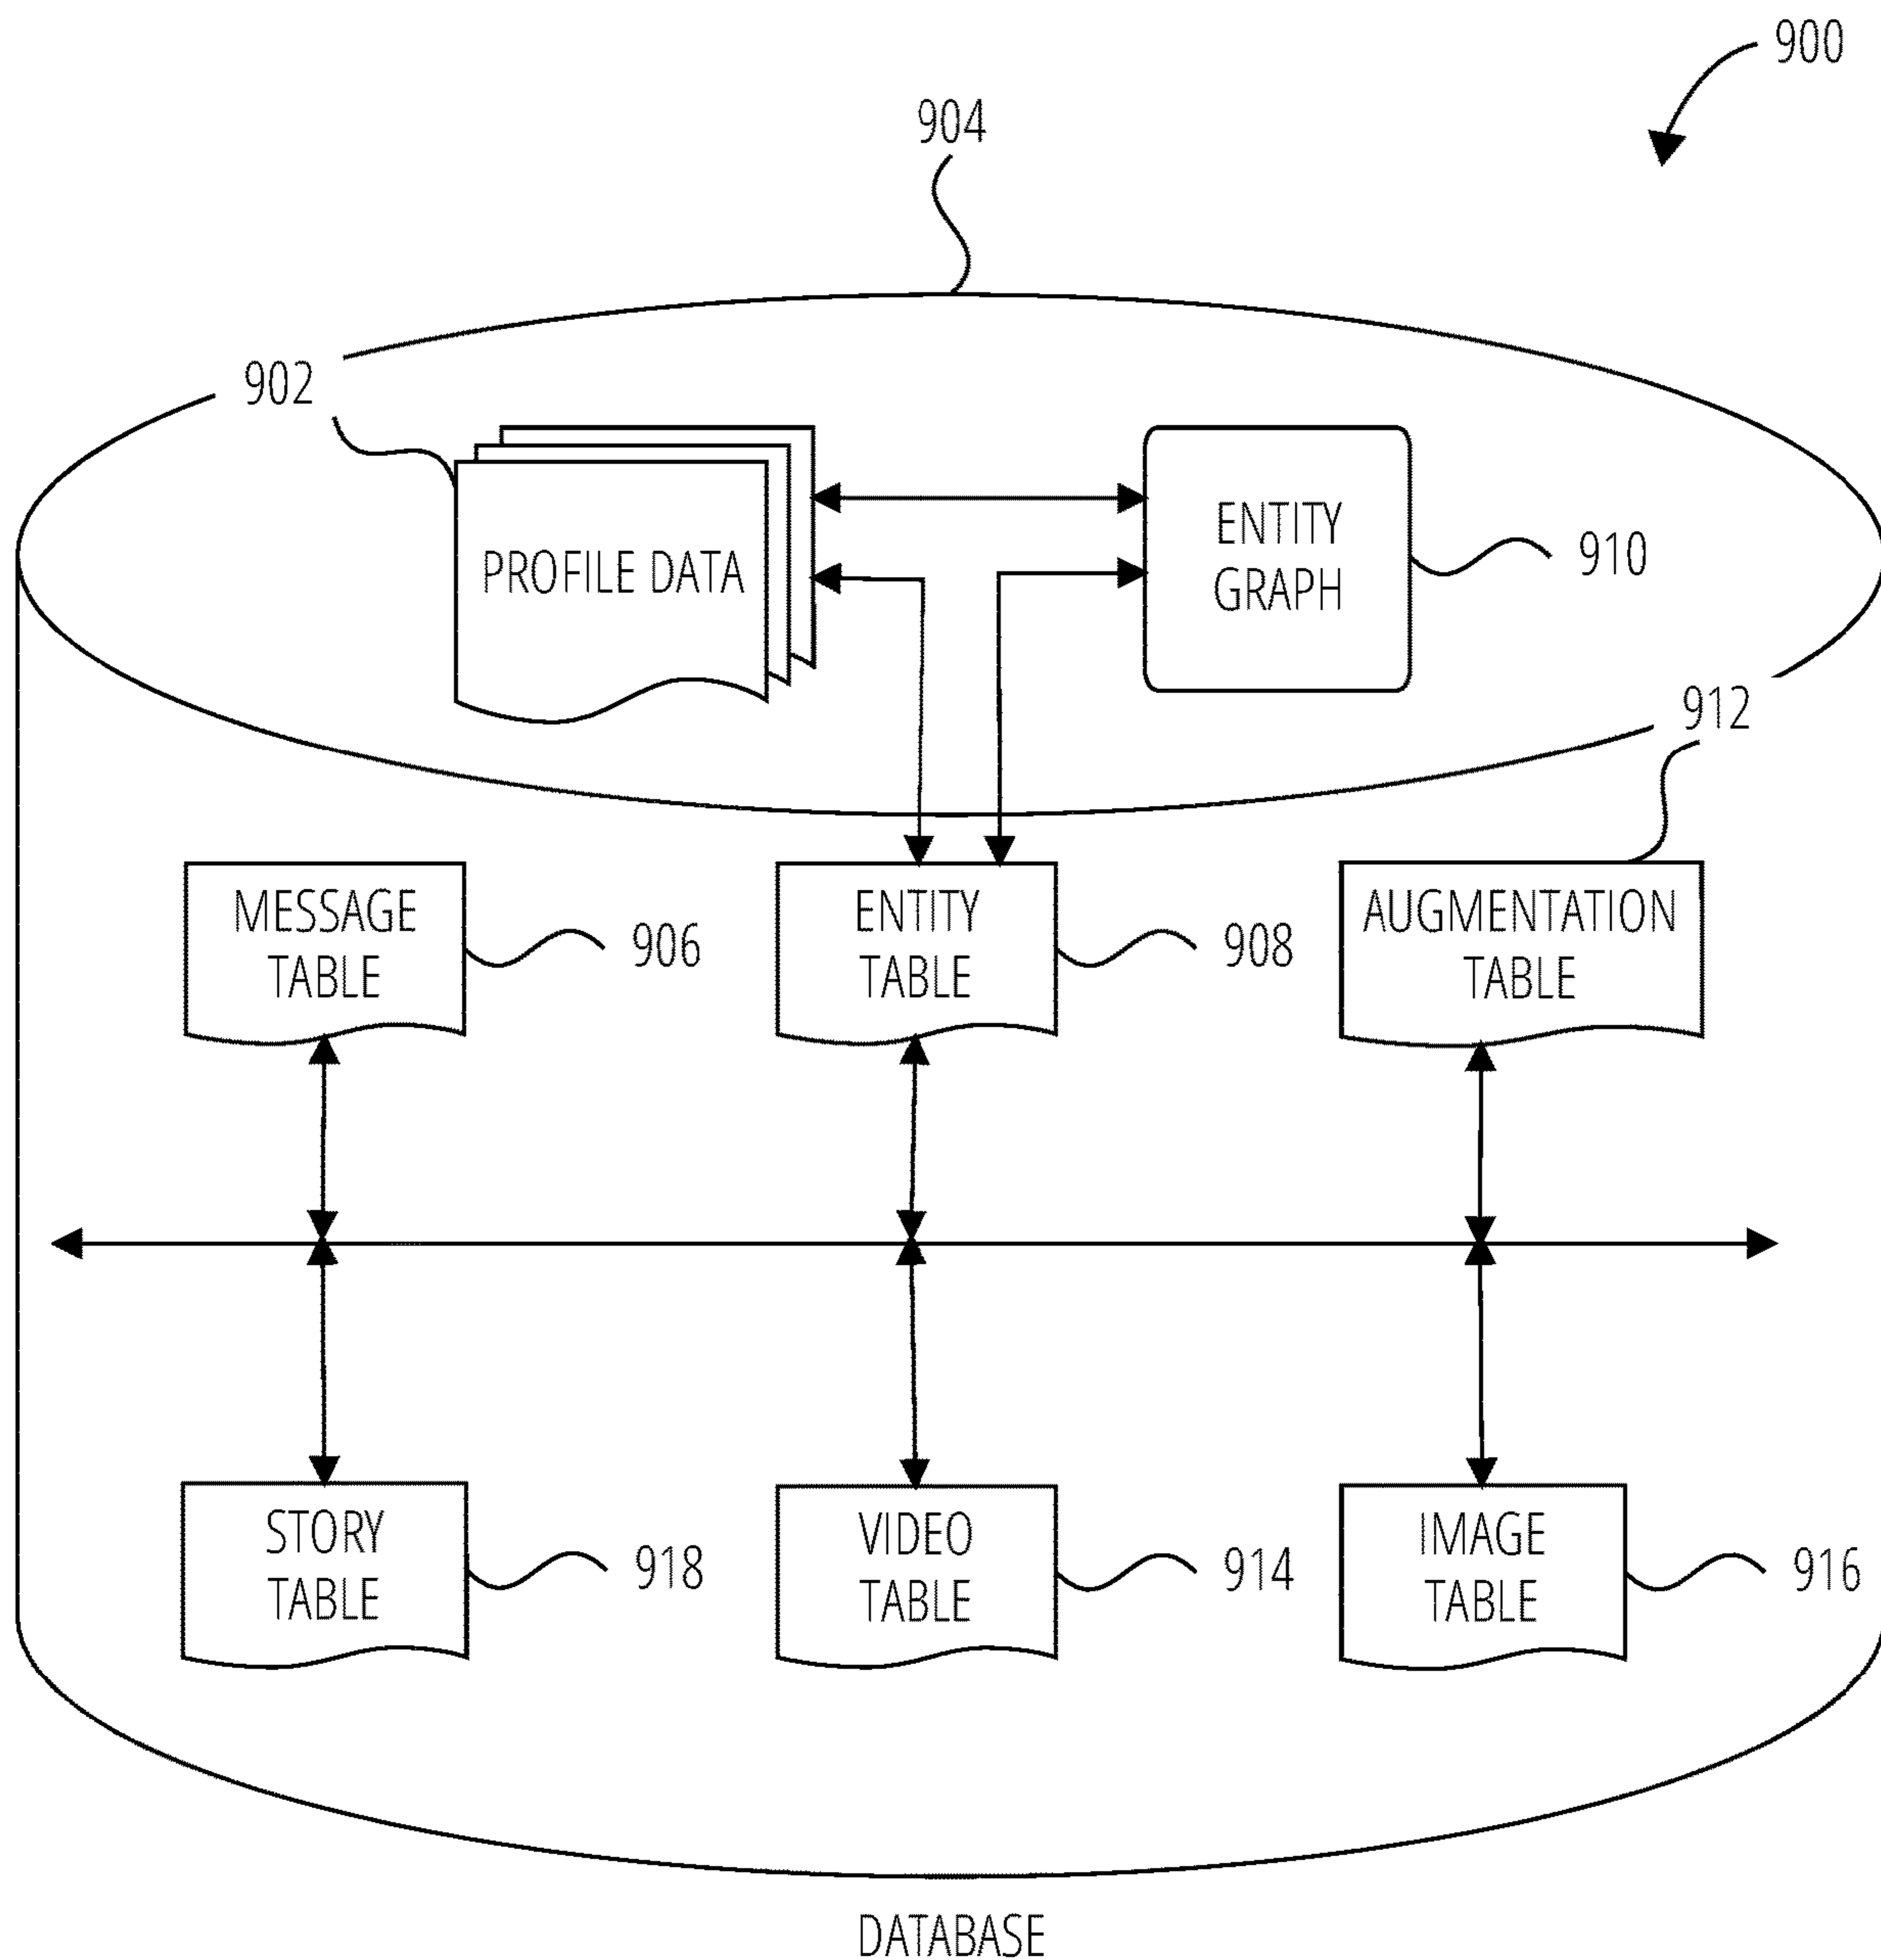 900
904
902
PROFILE DATA
ENTITY
GRAPH
910
912
MESSAGE
TABLE
906
ENTITY
TABLE
908
AUGMENTATION
TABLE
STORY
TABLE
918
VIDEO
TABLE
914
IMAGE
TABLE
916
DATABASE